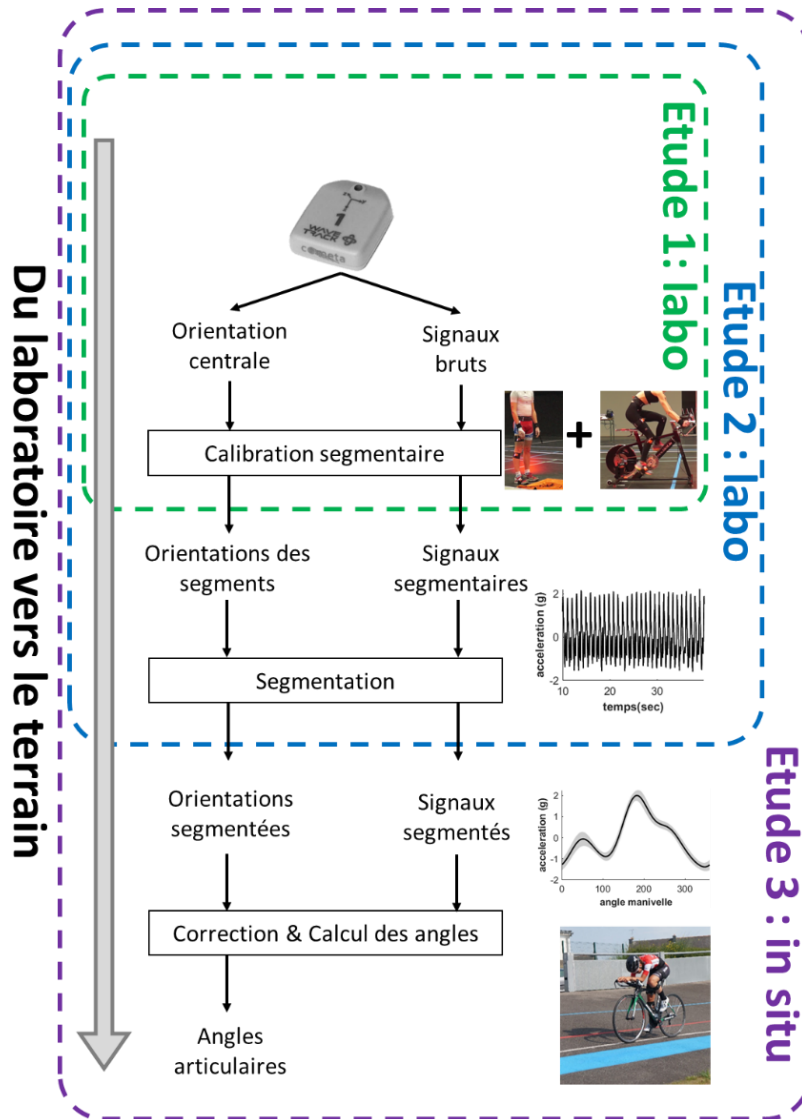 Du laboratoire vers le terrain
Etude 1: labo
Etude 2 : labo
Etude 3 : in situ
1
WAVE
TRACK
cometa
Orientation
centrale
Signaux
bruts
Calibration segmentaire
+
Orientations des
segments
Signaux
segmentaires
acceleration (g)
2
0
-2
10
20
30
temps(sec)
Segmentation
Orientations
segmentées
Signaux
segmentés
acceleration (g)
2
1
0
-1
-2
0
100
200
300
angle manivelle
Correction & Calcul des angles
Angles
articulaires